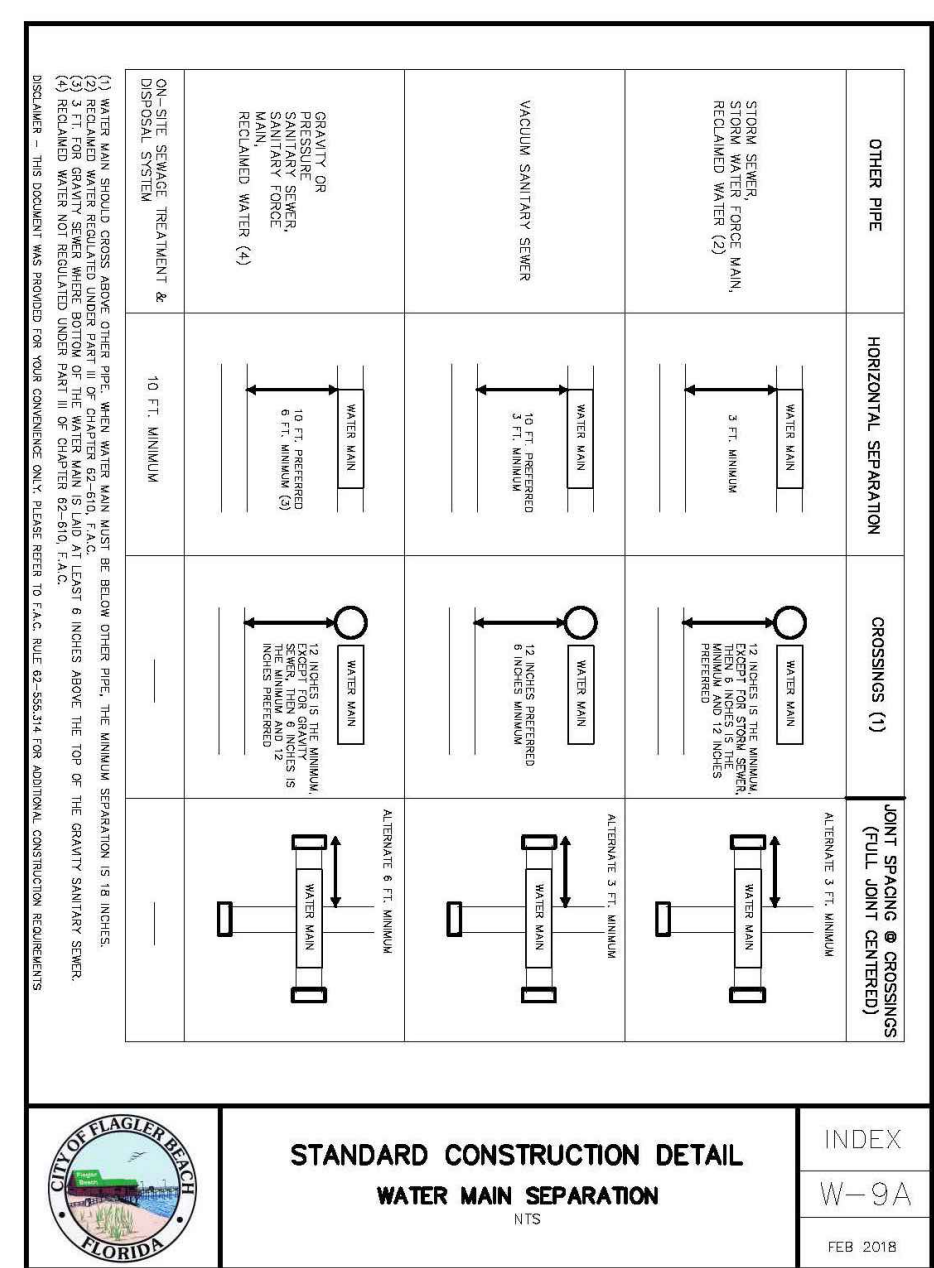 OTHER PIPE
HORIZONTAL SEPARATION
CROSSINGS (1)
JOINT SPACING @ CROSSINGS
(FULL JOINT CENTERED)
STORM SEWER,
STORM WATER FORCE MAIN,
RECLAIMED WATER (2)
WATER MAIN
3 FT. MINIMUM
WATER MAIN
12 INCHES IS THE MINIMUM,
EXCEPT FOR STORM SEWER,
THEN 6 INCHES IS THE
MINIMUM AND 12 INCHES
PREFERRED
ALTERNATE 3 FT. MINIMUM
WATER MAIN
VACUUM SANITARY SEWER
WATER MAIN
10 FT. PREFERRED
3 FT. MINIMUM
WATER MAIN
12 INCHES PREFERRED
6 INCHES MINIMUM
ALTERNATE 3 FT. MINIMUM
WATER MAIN
GRAVITY OR
PRESSURE
SANITARY SEWER,
SANITARY FORCE
MAIN,
RECLAIMED WATER (4)
WATER MAIN
10 FT. PREFERRED
6 FT. MINIMUM (3)
WATER MAIN
12 INCHES IS THE MINIMUM,
EXCEPT FOR GRAVITY
SEWER, THEN 6 INCHES IS
THE MINIMUM AND 12
INCHES PREFERRED
ALTERNATE 6 FT. MINIMUM
WATER MAIN
ON-SITE SEWAGE TREATMENT &
DISPOSAL SYSTEM
10 FT. MINIMUM
(1) WATER MAIN SHOULD CROSS ABOVE OTHER PIPE. WHEN WATER MAIN MUST BE BELOW OTHER PIPE, THE MINIMUM SEPARATION IS 18 INCHES.
(2) RECLAIMED WATER REGULATED UNDER PART III OF CHAPTER 62-610, F.A.C.
(3) 3 FT. FOR GRAVITY SEWER WHERE BOTTOM OF THE WATER MAIN IS LAID AT LEAST 6 INCHES ABOVE THE TOP OF THE GRAVITY SANITARY SEWER.
(4) RECLAIMED WATER NOT REGULATED UNDER PART III OF CHAPTER 62-610, F.A.C.
DISCLAIMER - THIS DOCUMENT WAS PROVIDED FOR YOUR CONVENIENCE ONLY. PLEASE REFER TO F.A.C. RULE 62-555.314 FOR ADDITIONAL CONSTRUCTION REQUIREMENTS
CITY OF FLAGLER BEACH
Flagler
Beach
FLORIDA
STANDARD CONSTRUCTION DETAIL
WATER MAIN SEPARATION
NTS
INDEX
W-9A
FEB 2018